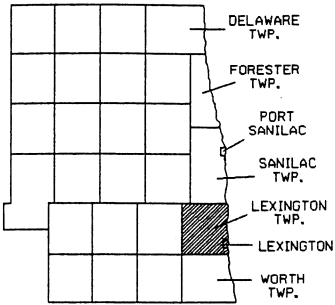 DELAWARE
TWP.
FORESTER
TWP.
PORT
SANILAC
SANILAC
TWP.
LEXINGTON
TWP.
LEXINGTON
WORTH
TWP.